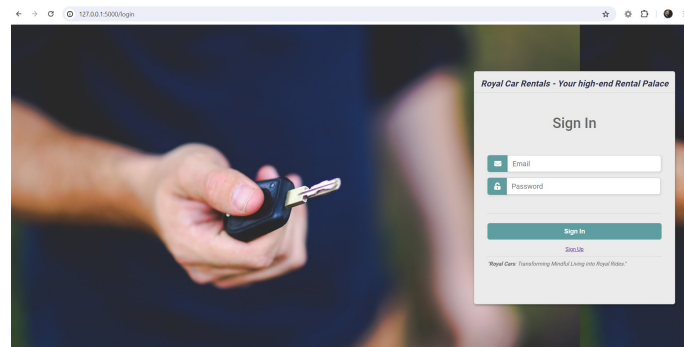 127.0.0.1:5000/login
Royal Car Rentals - Your high-end Rental Palace
Sign In
Email
Password
Sign In
Sign Up
"Royal Cars: Transforming Mindful Living into Royal Rides."